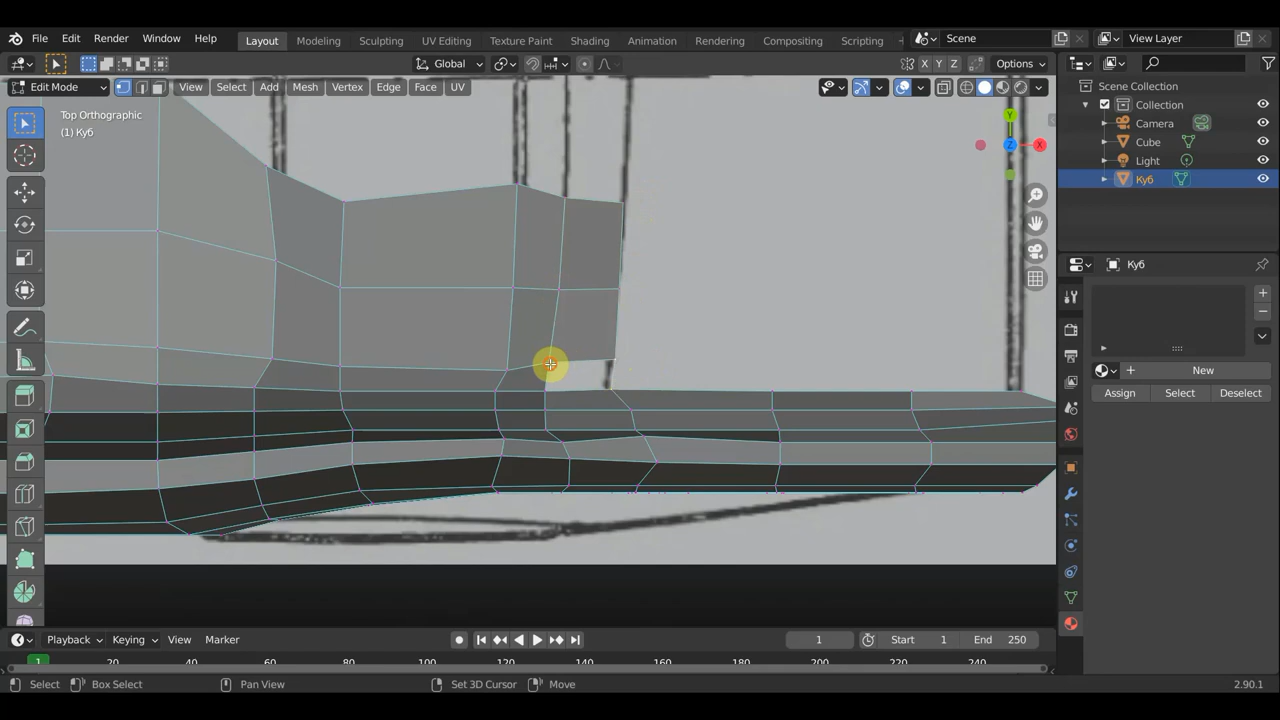 File Edit Render Window Help Layout Modeling Sculpting UV Editing Texture Paint Shading Animation Rendering Compositing Scripting Scene View Layer
Global X Y Z Options
Edit Mode View Select Add Mesh Vertex Edge Face UV
Top Orthographic
(1) Куб
Z
X
Y
Scene Collection
Collection
Camera
Cube
Light
Куб
Куб
New
Assign Select Deselect
Playback Keying View Marker 1 Start 1 End 250
1 20 40 60 80 100 120 140 160 180 200 220 240
Select Box Select Pan View Set 3D Cursor Move 2.90.1